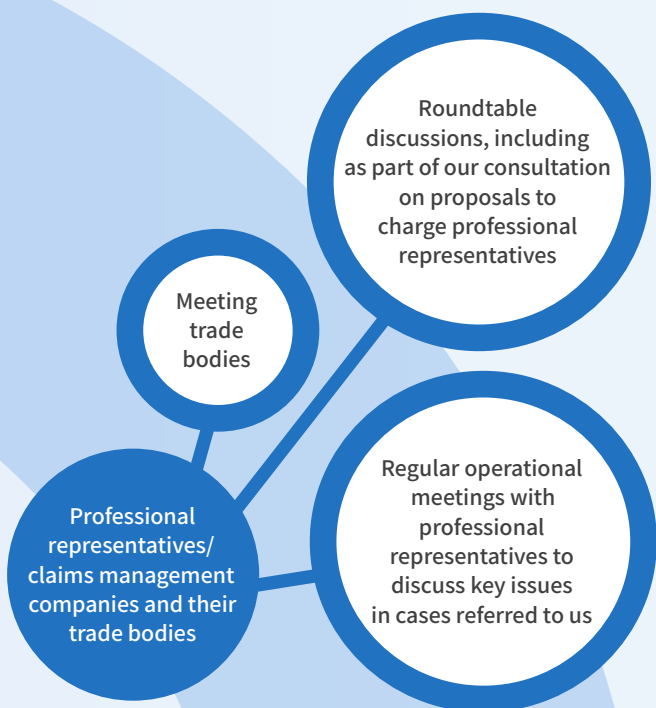 Roundtable
discussions, including
as part of our consultation
on proposals to
charge professional
representatives
Meeting
trade
bodies
Regular operational
meetings with
professional
representatives to
discuss key issues
in cases referred to us
Professional
representatives/
claims management
companies and their
trade bodies